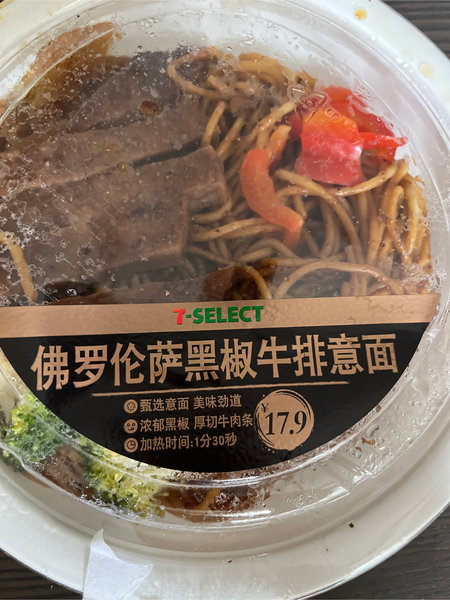 7-SELECT
佛罗伦萨黑椒牛排意面
甄选意面 美味劲道
浓郁黑椒 厚切牛肉条
加热时间:1分30秒
¥17.9